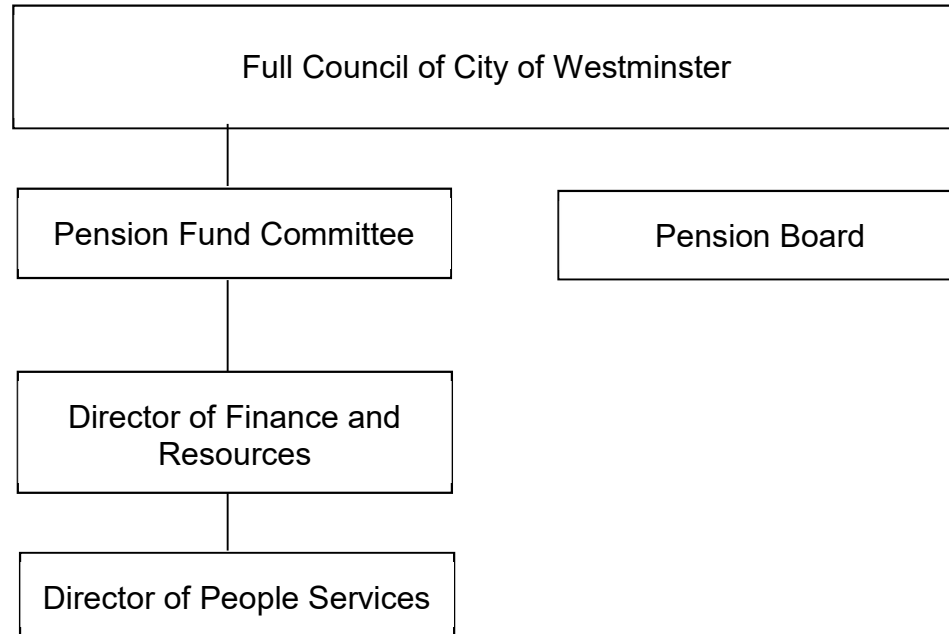 Full Council of City of Westminster
Pension Fund Committee
Pension Board
Director of Finance and
Resources
Director of People Services